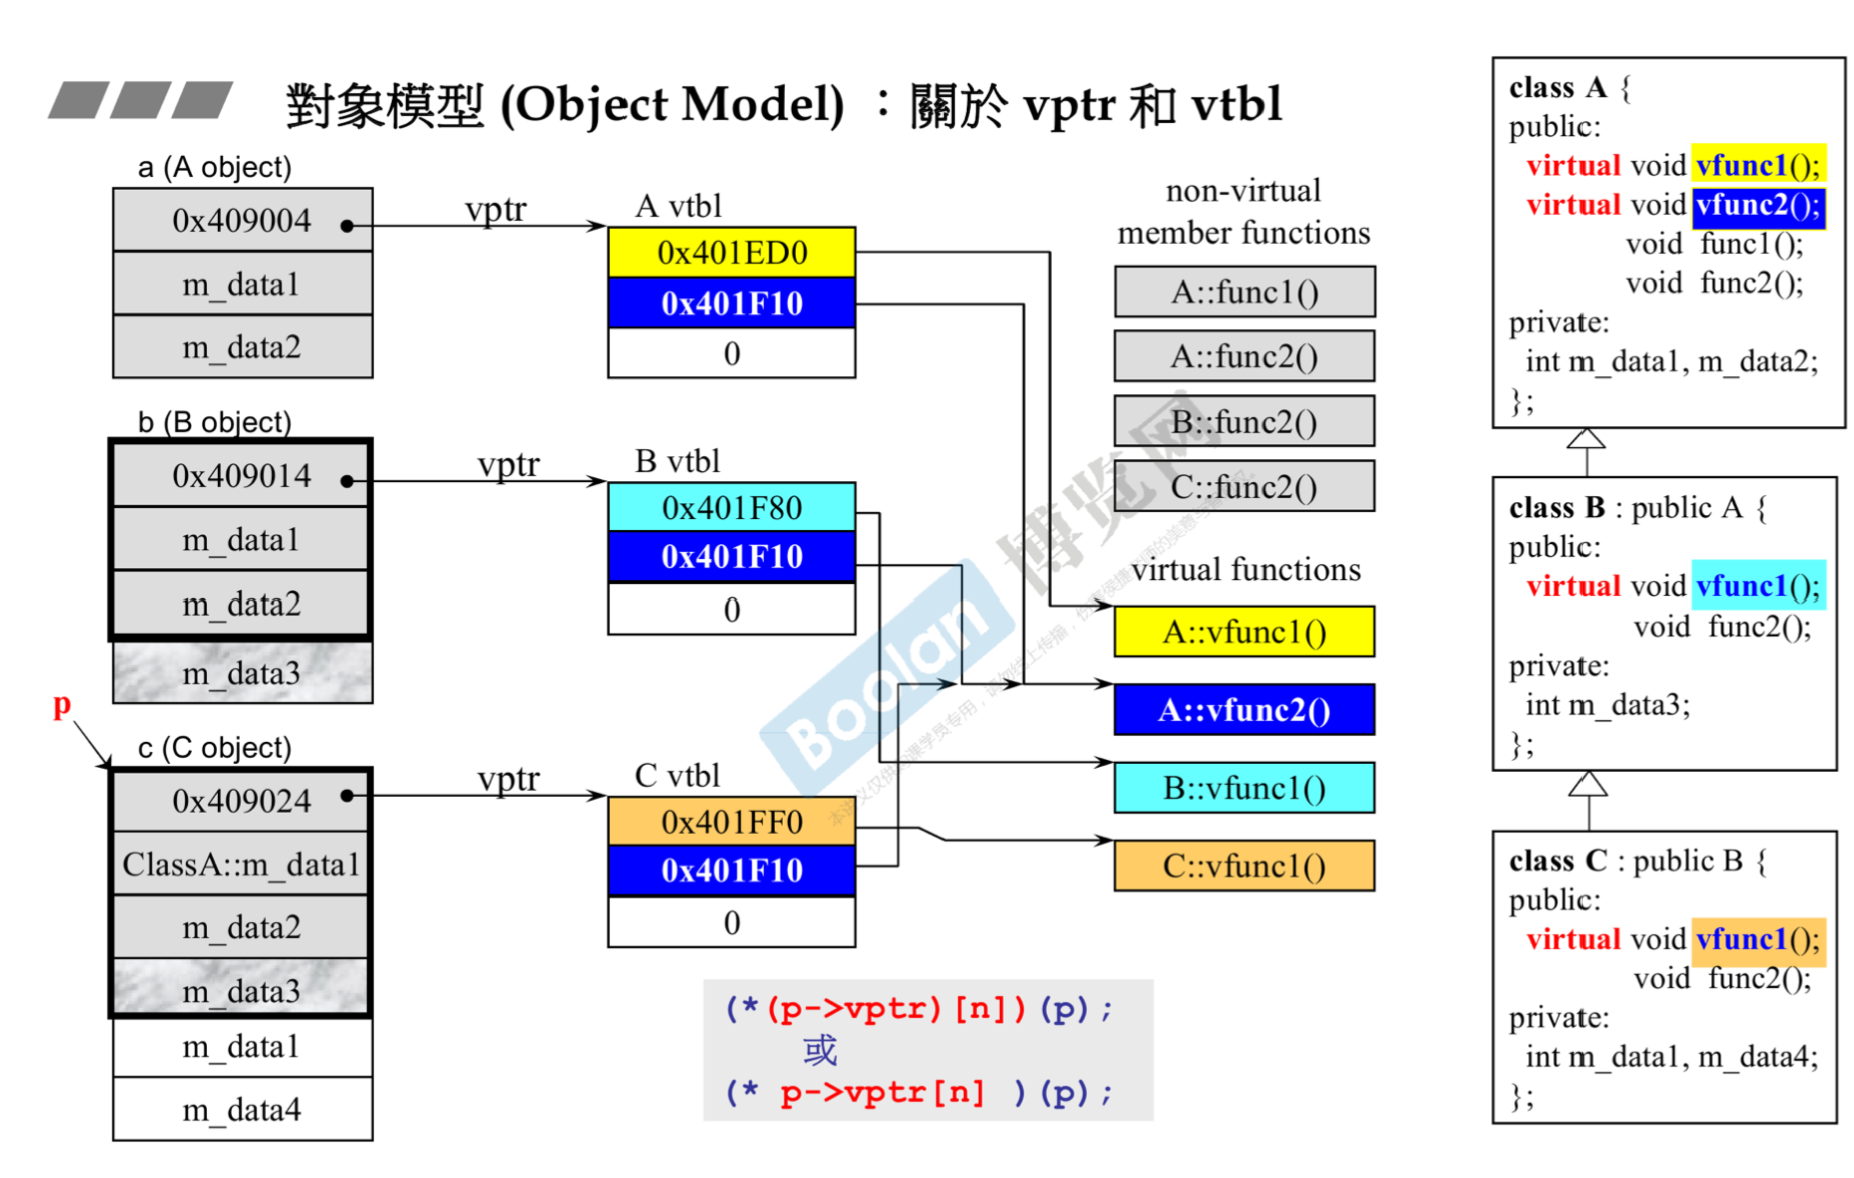 對象模型 (Object Model) ：關於 vptr 和 vtbl
a (A object)
0x409004
m_data1
m_data2
vptr
A vtbl
0x401ED0
0x401F10
0
b (B object)
0x409014
m_data1
m_data2
m_data3
vptr
B vtbl
0x401F80
0x401F10
0
p
c (C object)
0x409024
ClassA::m_data1
m_data2
m_data3
m_data1
m_data4
vptr
C vtbl
0x401FF0
0x401F10
0
(*(p->vptr)[n])(p);
或
(* p->vptr[n] )(p);
non-virtual
member functions
A::func1()
A::func2()
B::func2()
C::func2()
virtual functions
A::vfunc1()
A::vfunc2()
B::vfunc1()
C::vfunc1()
class A {
public:
virtual void vfunc1();
virtual void vfunc2();
void func1();
void func2();
private:
int m_data1, m_data2;
};
class B : public A {
public:
virtual void vfunc1();
void func2();
private:
int m_data3;
};
class C : public B {
public:
virtual void vfunc1();
void func2();
private:
int m_data1, m_data4;
};
Boolan
博览网